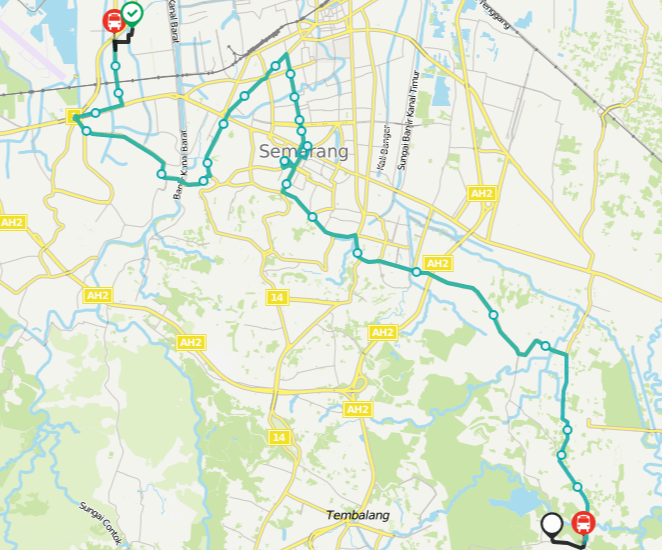 Kanal Barat
Tenggang
Semarang
Banjir Kanal Barat
Kali Banger
Sungai Banjir Kanal Timur
AH2
AH2
AH2
AH2
14
AH2
AH2
AH2
14
Sungai Contok
Tembalang